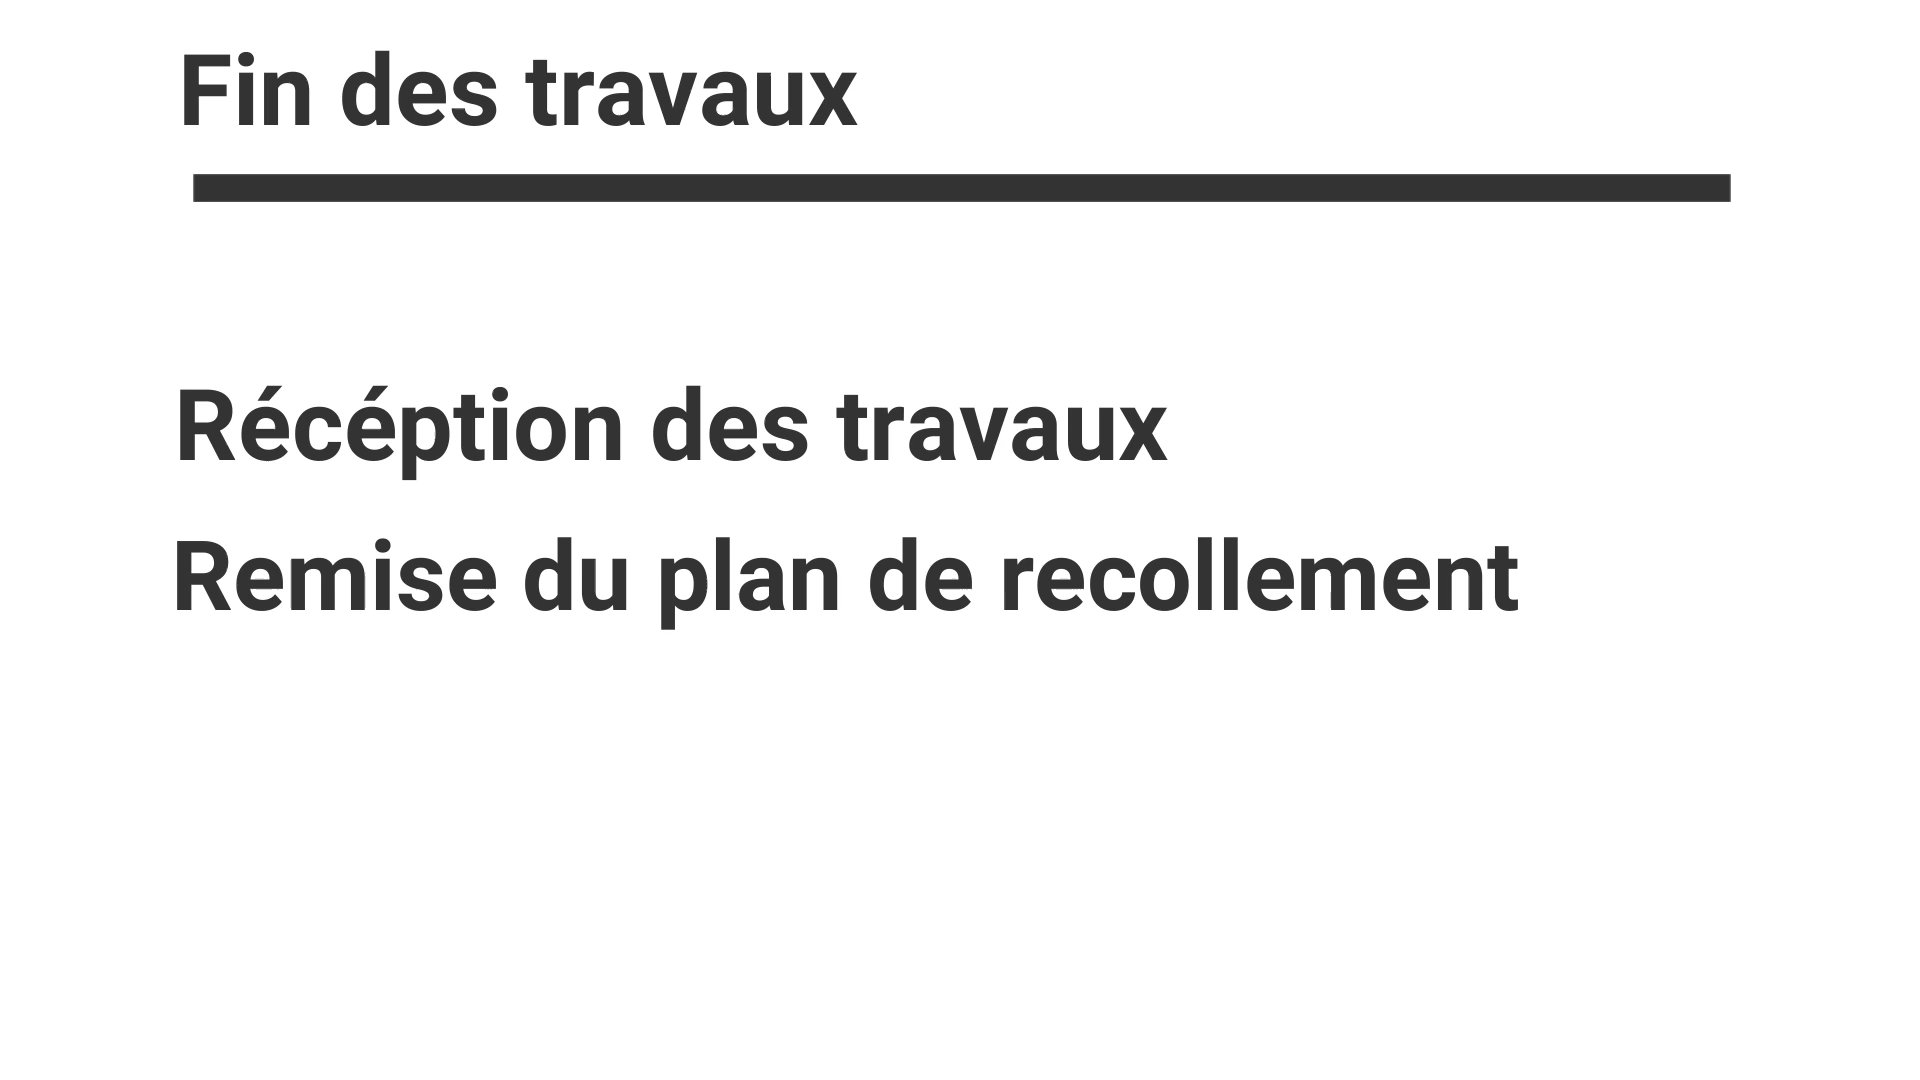 Fin des travaux
Récéption des travaux
Remise du plan de recollement